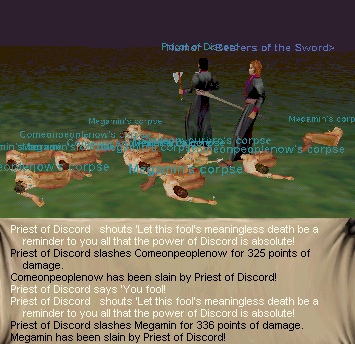 Priest of Discord
<Bearers of the Sword>
Megamin's corpse
Megamin's corpse
Comeonpeoplenow's corpse
Megamin's corpse
Priest of Discord   shouts 'Let this fool's meaningless death be a
reminder to you all that the power of Discord is absolute!
Priest of Discord slashes Comeonpeoplenow for 325 points of
damage.
Comeonpeoplenow has been slain by Priest of Discord!
Priest of Discord says 'You fool!
Priest of Discord   shouts 'Let this fool's meaningless death be a
reminder to you all that the power of Discord is absolute!
Priest of Discord slashes Megamin for 336 points of damage.
Megamin has been slain by Priest of Discord!